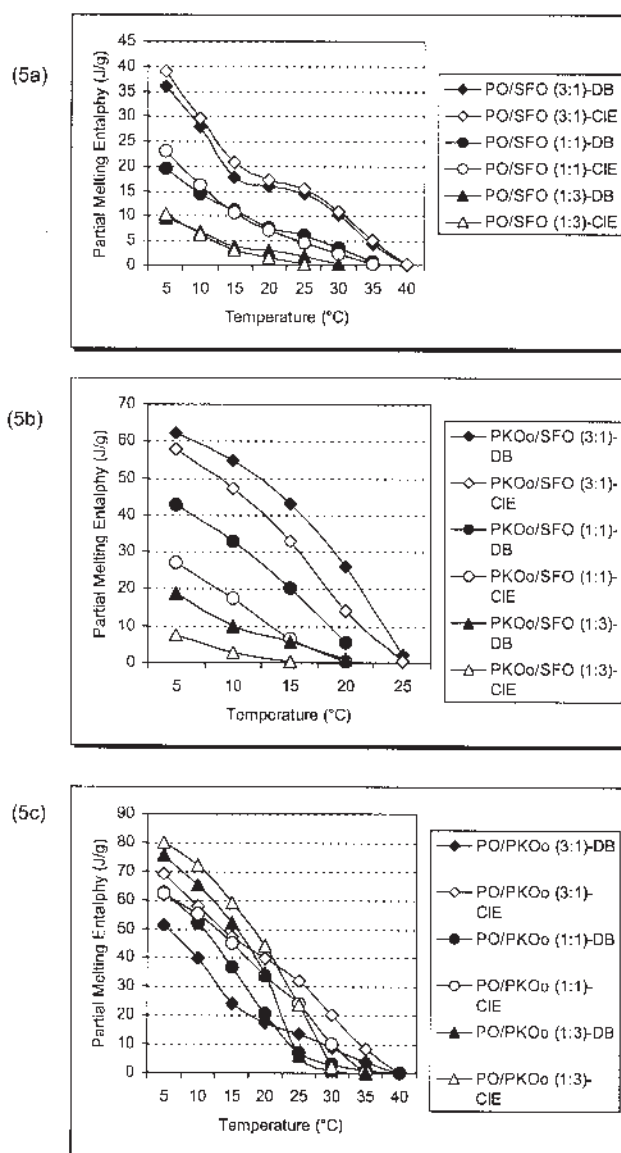 (5a)
Partial Melting Entalphy (J/g)
45
40
35
30
25
20
15
10
5
0
5 10 15 20 25 30 35 40
Temperature (°C)
PO/SFO (3:1)-DB
PO/SFO (3:1)-CIE
PO/SFO (1:1)-DB
PO/SFO (1:1)-CIE
PO/SFO (1:3)-DB
PO/SFO (1:3)-CIE
(5b)
Partial Melting Entalphy (J/g)
70
60
50
40
30
20
10
0
5 10 15 20 25
Temperature (°C)
PKOo/SFO (3:1)-
DB
PKOo/SFO (3:1)-
CIE
PKOo/SFO (1:1)-
DB
PKOo/SFO (1:1)-
CIE
PKOo/SFO (1:3)-
DB
PKOo/SFO (1:3)-
CIE
(5c)
Partial Melting Entalphy (J/g)
90
80
70
60
50
40
30
20
10
0
5 10 15 20 25 30 35 40
Temperature (°C)
PO/PKOo (3:1)-DB
PO/PKOo (3:1)-
CIE
PO/PKOo (1:1)-DB
PO/PKOo (1:1)-
CIE
PO/PKOo (1:3)-DB
PO/PKOo (1:3)-
CIE